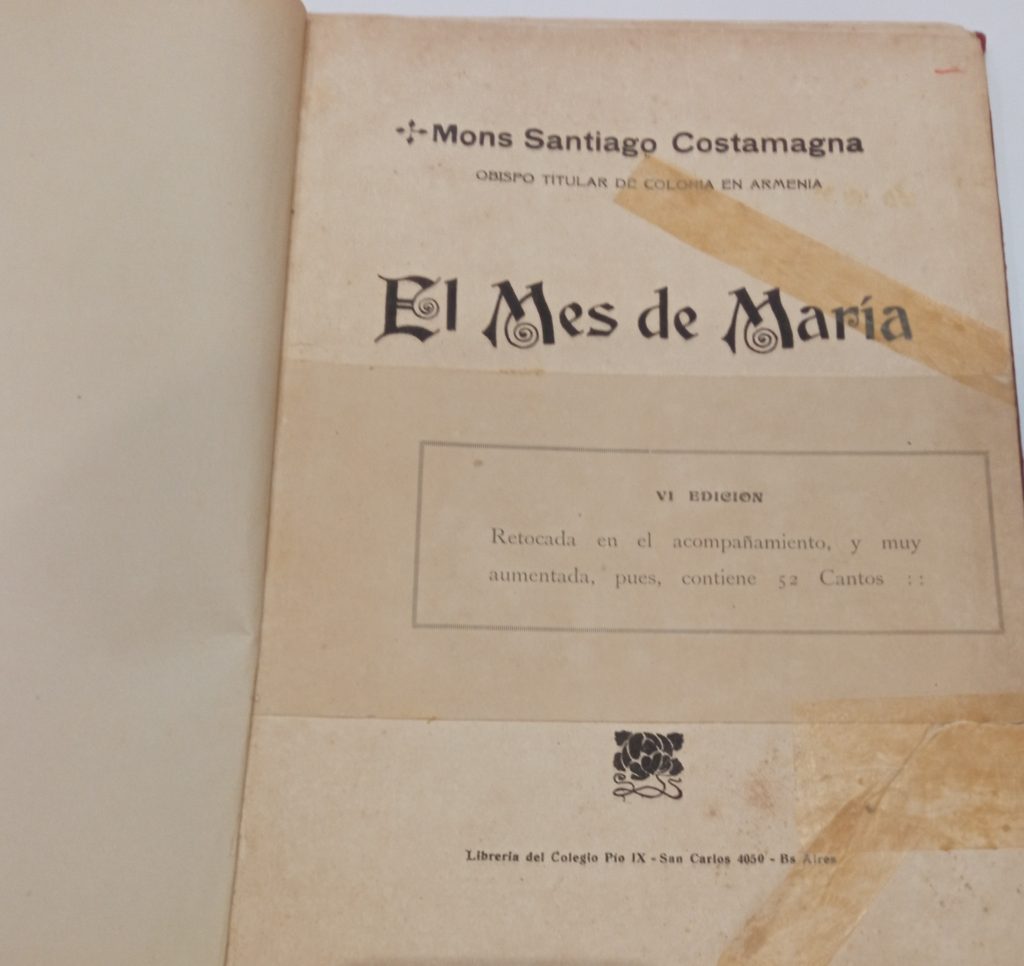 Mons Santiago Costamagna
OBISPO TITULAR DE COLONIA EN ARMENIA
El Mes de María
VI EDICION
Retocada en el acompañamiento, y muy
aumentada, pues, contiene 52 Cantos ::
Librería del Colegio Pío IX - San Carlos 4050 - Bs Aires